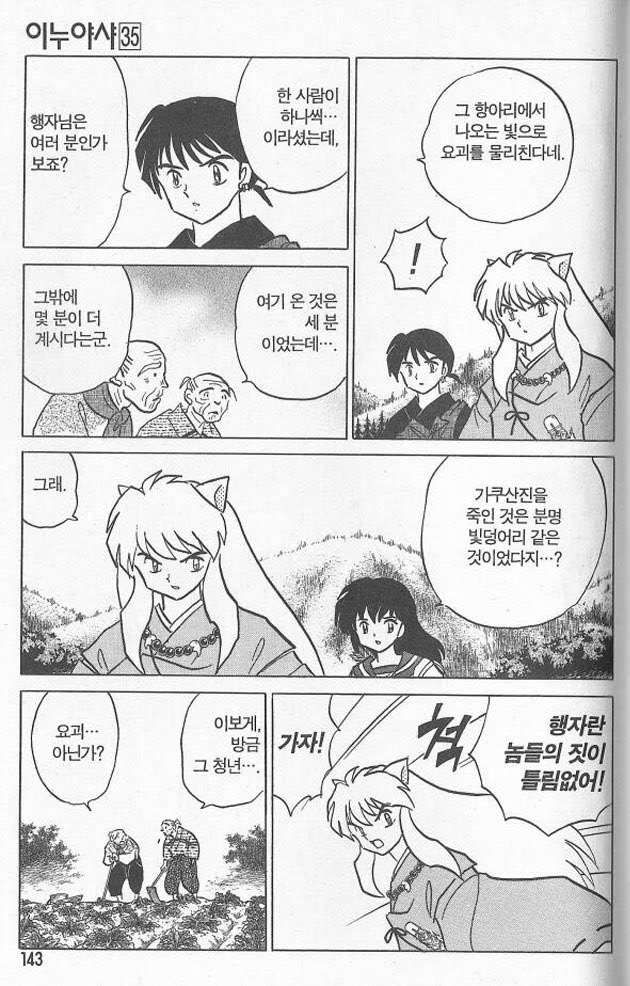 이누야샤 35
그 항아리에서
나오는 빛으로
요괴를 물리친다네.
!
한 사람이
하나씩…
이라셨는데,
행자님은
여러 분인가
보죠?
여기 온 것은
세 분
이었는데….
그밖에
몇 분이 더
계시다는군.
가쿠산진을
죽인 것은 분명
빛덩어리 같은
것이었다지…?
그래.
행자란
놈들의 짓이
틀림없어!
척
가자!
이보게,
방금
그 청년….
요괴…
아닌가?
143